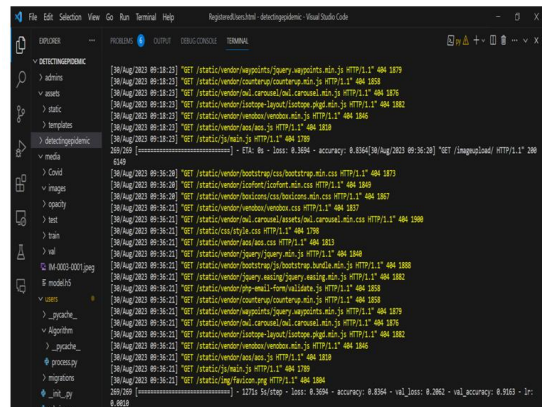 File Edit Selection View Go Run Terminal Help
RegisteredUsers.html - detectingepidemic - Visual Studio Code
EXPLORER
PROBLEMS 6 OUTPUT DEBUG CONSOLE TERMINAL
py
DETECTINGEPIDEMIC
admins
assets
static
templates
detectingepidemic
media
Covid
images
opacity
test
train
val
IM-0003-0001.jpeg
model.h5
users
__pycache__
Algorithm
__pycache__
process.py
migrations
__init__.py
[30/Aug/2023 09:18:23] "GET /static/vendor/waypoints/jquery.waypoints.min.js HTTP/1.1" 404 1879
[30/Aug/2023 09:18:23] "GET /static/vendor/counterup/counterup.min.js HTTP/1.1" 404 1858
[30/Aug/2023 09:18:23] "GET /static/vendor/owl.carousel/owl.carousel.min.js HTTP/1.1" 404 1876
[30/Aug/2023 09:18:23] "GET /static/vendor/isotope-layout/isotope.pkgd.min.js HTTP/1.1" 404 1882
[30/Aug/2023 09:18:23] "GET /static/vendor/venobox/venobox.min.js HTTP/1.1" 404 1846
[30/Aug/2023 09:18:23] "GET /static/vendor/aos/aos.js HTTP/1.1" 404 1810
[30/Aug/2023 09:18:23] "GET /static/js/main.js HTTP/1.1" 404 1789
269/269 [==============================] - ETA: 0s - loss: 0.3694 - accuracy: 0.8364[30/Aug/2023 09:36:20] "GET /imageupload/ HTTP/1.1" 200
6149
[30/Aug/2023 09:36:20] "GET /static/vendor/bootstrap/css/bootstrap.min.css HTTP/1.1" 404 1873
[30/Aug/2023 09:36:20] "GET /static/vendor/icofont/icofont.min.css HTTP/1.1" 404 1849
[30/Aug/2023 09:36:20] "GET /static/vendor/boxicons/css/boxicons.min.css HTTP/1.1" 404 1867
[30/Aug/2023 09:36:21] "GET /static/vendor/venobox/venobox.css HTTP/1.1" 404 1837
[30/Aug/2023 09:36:21] "GET /static/vendor/owl.carousel/assets/owl.carousel.min.css HTTP/1.1" 404 1900
[30/Aug/2023 09:36:21] "GET /static/css/style.css HTTP/1.1" 404 1798
[30/Aug/2023 09:36:21] "GET /static/vendor/aos/aos.css HTTP/1.1" 404 1813
[30/Aug/2023 09:36:21] "GET /static/vendor/jquery/jquery.min.js HTTP/1.1" 404 1840
[30/Aug/2023 09:36:21] "GET /static/vendor/bootstrap/js/bootstrap.bundle.min.js HTTP/1.1" 404 1888
[30/Aug/2023 09:36:21] "GET /static/vendor/jquery.easing/jquery.easing.min.js HTTP/1.1" 404 1882
[30/Aug/2023 09:36:21] "GET /static/vendor/php-email-form/validate.js HTTP/1.1" 404 1858
[30/Aug/2023 09:36:21] "GET /static/vendor/counterup/counterup.min.js HTTP/1.1" 404 1858
[30/Aug/2023 09:36:21] "GET /static/vendor/waypoints/jquery.waypoints.min.js HTTP/1.1" 404 1879
[30/Aug/2023 09:36:21] "GET /static/vendor/owl.carousel/owl.carousel.min.js HTTP/1.1" 404 1876
[30/Aug/2023 09:36:21] "GET /static/vendor/isotope-layout/isotope.pkgd.min.js HTTP/1.1" 404 1882
[30/Aug/2023 09:36:21] "GET /static/vendor/venobox/venobox.min.js HTTP/1.1" 404 1846
[30/Aug/2023 09:36:21] "GET /static/vendor/aos/aos.js HTTP/1.1" 404 1810
[30/Aug/2023 09:36:21] "GET /static/js/main.js HTTP/1.1" 404 1789
[30/Aug/2023 09:36:21] "GET /static/img/favicon.png HTTP/1.1" 404 1804
269/269 [==============================] - 1271s 5s/step - loss: 0.3694 - accuracy: 0.8364 - val_loss: 0.2062 - val_accuracy: 0.9163 - lr:
0.0010